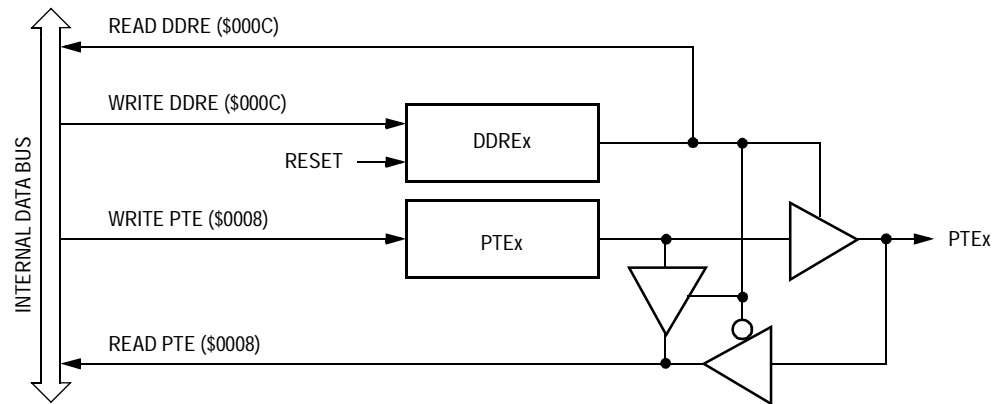 READ DDRE ($000C)
WRITE DDRE ($000C)
DDREx
RESET
INTERNAL DATA BUS
WRITE PTE ($0008)
PTEx
PTEx
READ PTE ($0008)